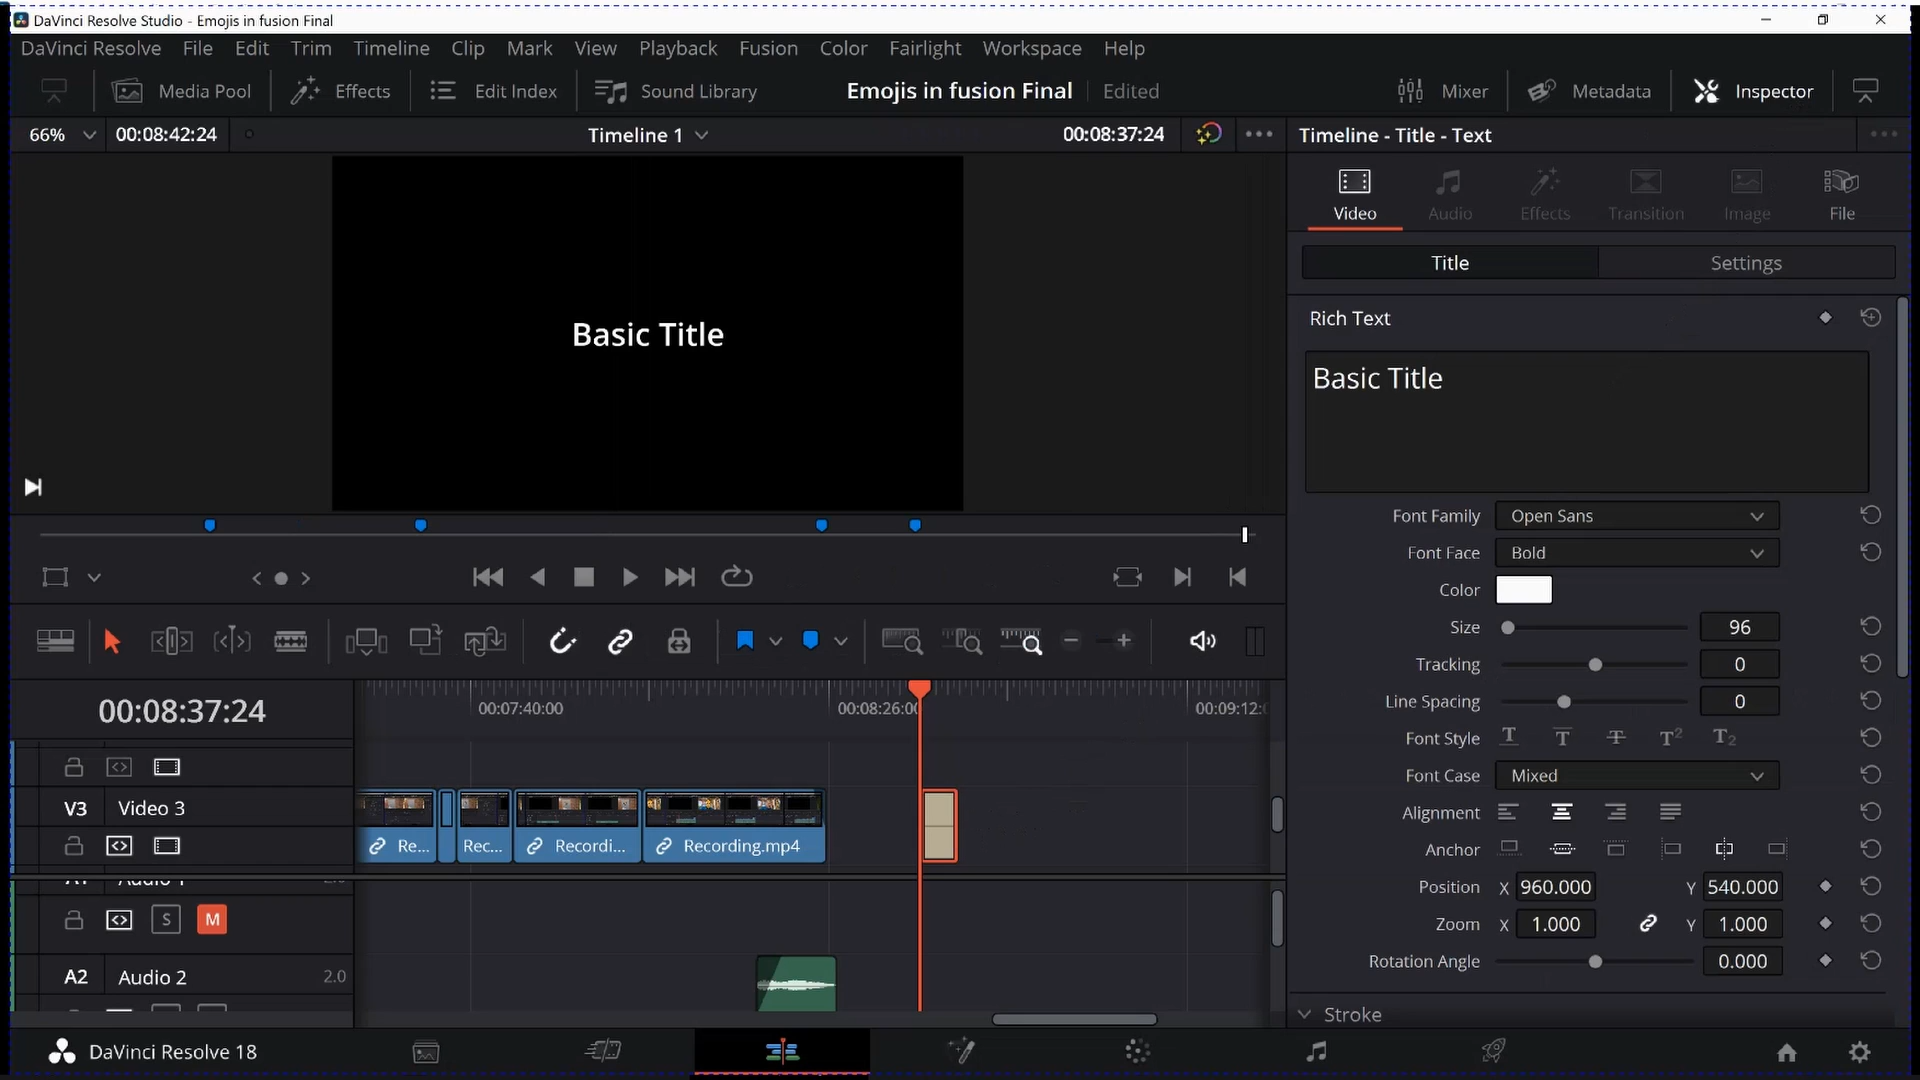 DaVinci Resolve Studio - Emojis in fusion Final
DaVinci Resolve File Edit Trim Timeline Clip Mark View Playback Fusion Color Fairlight Workspace Help
Media Pool Effects Edit Index Sound Library Emojis in fusion Final Edited Mixer Metadata Inspector
66% 00:08:42:24 Timeline 1 00:08:37:24 Timeline - Title - Text
Video Audio Effects Transition Image File
Title Settings
Rich Text
Basic Title
Basic Title
Font Family Open Sans
Font Face Bold
Color
Size 96
Tracking 0
Line Spacing 0
Font Style T T T T2 T2
Font Case Mixed
Alignment
Anchor
Position X 960.000 Y 540.000
Zoom X 1.000 Y 1.000
Rotation Angle 0.000
Stroke
00:08:37:24 00:07:40:00 00:08:26:00 00:09:12:0
V3 Video 3
Re... Rec... Recordi... Recording.mp4
A1 Audio 1 2.0
S M
A2 Audio 2 2.0
DaVinci Resolve 18